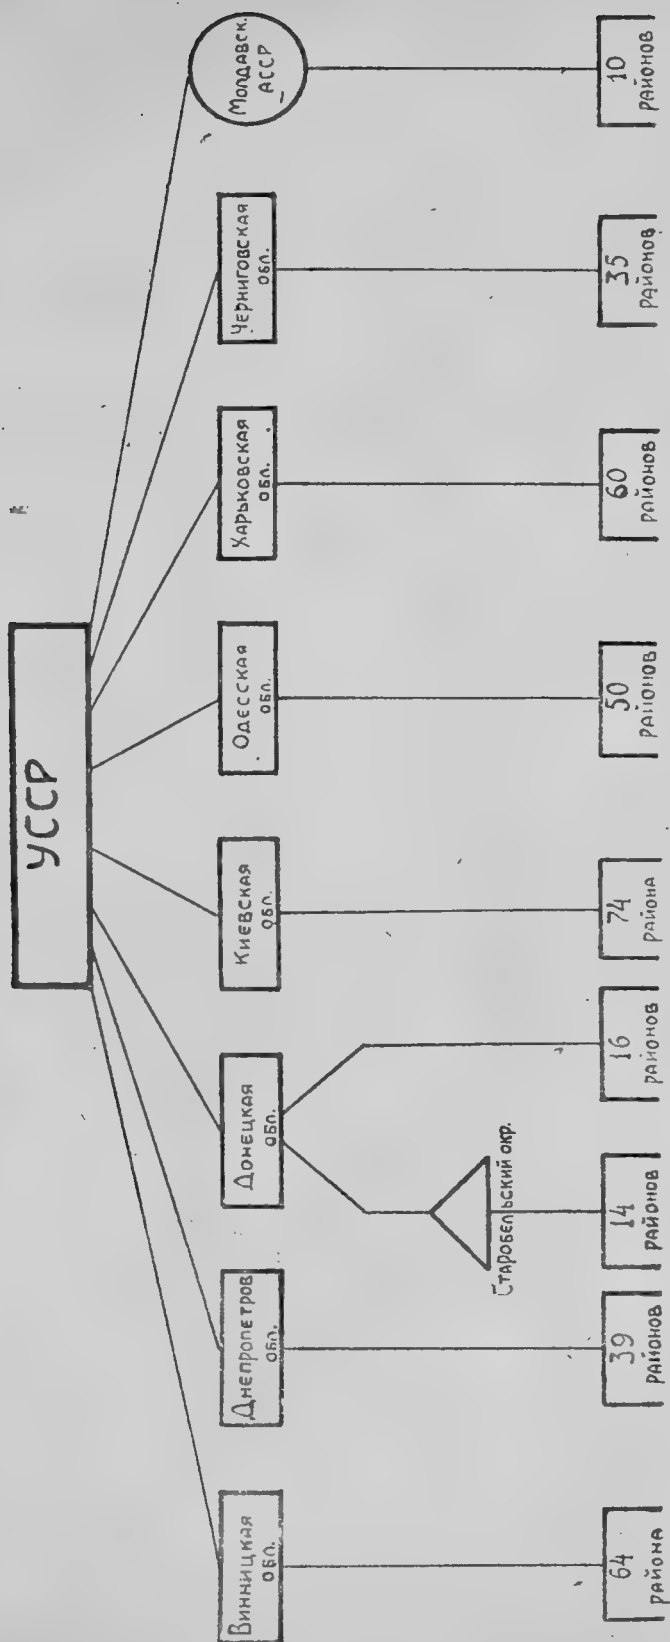 УССР
Винницкая
обл.
Днепропетров
обл.
Донецкая
обл.
Киевская
обл.
Одесская
обл.
Харьковская
обл.
Черниговская
обл.
Молдавск.
АССР
Старобельский окр.
64
района
39
районов
14
районов
16
районов
74
района
50
районов
60
районов
35
районов
10
районов